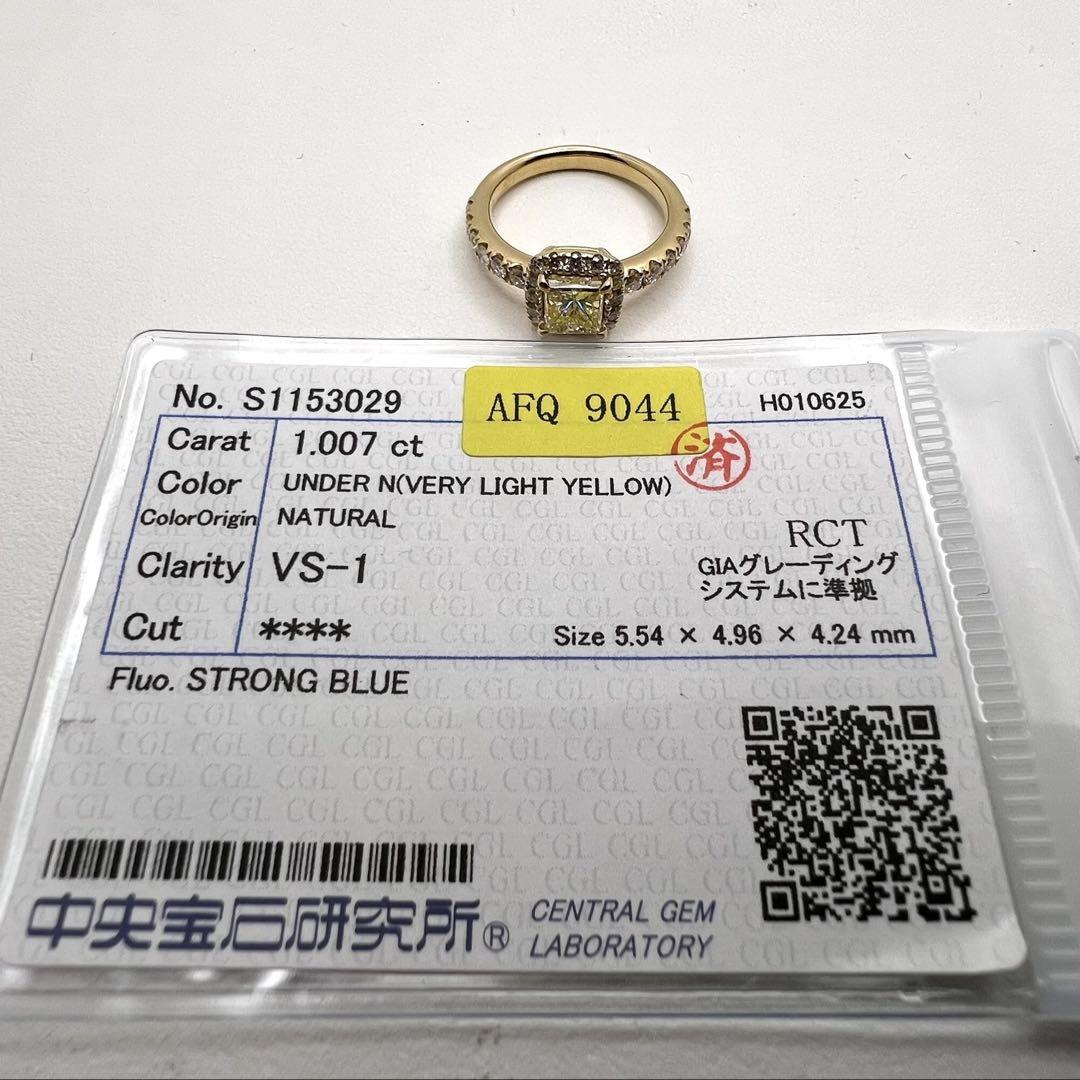 No. S1153029
AFQ 9044
H010625
Carat 1.007 ct
済
Color UNDER N(VERY LIGHT YELLOW)
ColorOrigin NATURAL
RCT
Clarity VS-1
GIAグレーディング
システムに準拠
Cut ****
Size 5.54 × 4.96 × 4.24 mm
Fluo. STRONG BLUE
中央宝石研究所®
CENTRAL GEM
LABORATORY